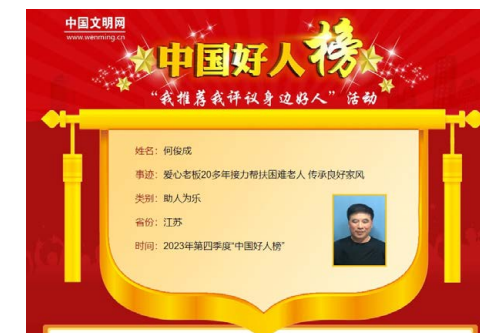 中国文明网
www.wenming.cn
中国好人榜
“我推荐我评议身边好人”活动
姓名：何俊成
事迹：爱心老板20多年接力帮扶困难老人 传承良好家风
类别：助人为乐
省份：江苏
时间：2023年第四季度“中国好人榜”